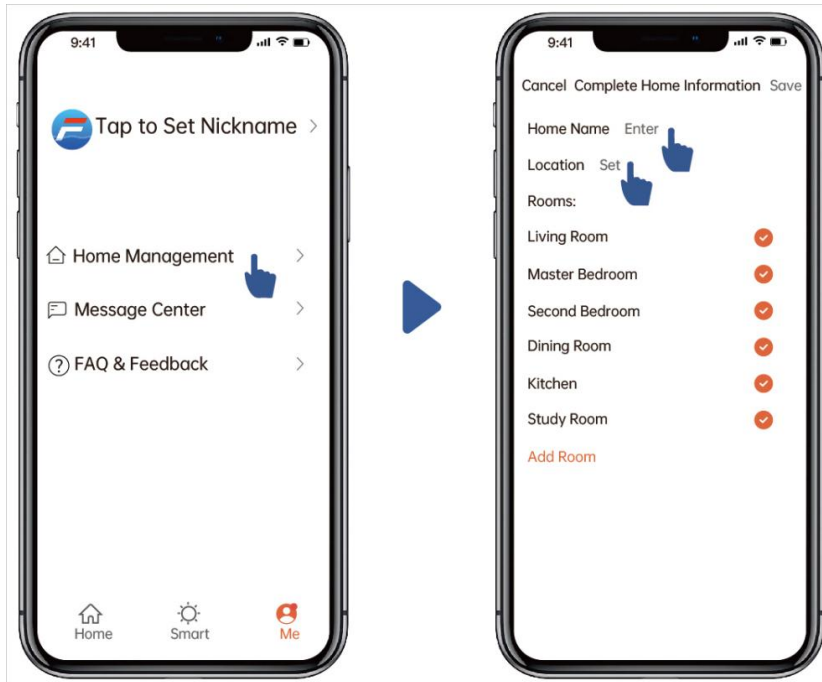 9:41
Tap to Set Nickname
Home Management
Message Center
FAQ & Feedback
Home Smart Me
9:41
Cancel Complete Home Information Save
Home Name Enter
Location Set
Rooms:
Living Room
Master Bedroom
Second Bedroom
Dining Room
Kitchen
Study Room
Add Room